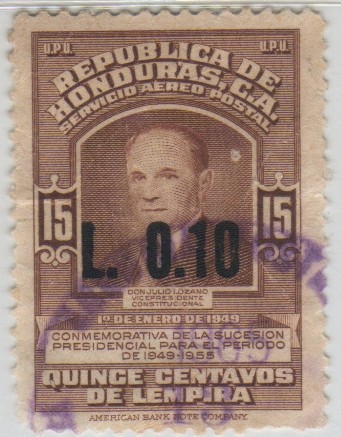 U.P.U. U.P.U.
REPUBLICA DE
HONDURAS, C.A.
SERVICIO AEREO POSTAL
15 15
L. 0.10
DON JULIO LOZANO
VICEPRESIDENTE
CONSTITUCIONAL
1º DE ENERO DE 1949
CONMEMORATIVA DE LA SUCESION
PRESIDENCIAL PARA EL PERIODO
DE 1949-1955
QUINCE CENTAVOS
DE LEMPIRA
AMERICAN BANK NOTE COMPANY.